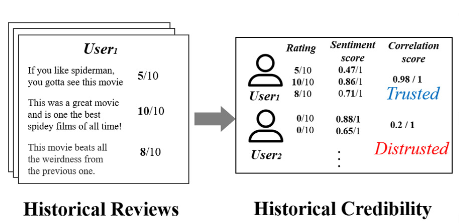 User1
If you like spiderman,
you gotta see this movie
5/10
This was a great movie
and is one the best
spidey films of all time!
10/10
This movie beats all
the weirdness from
the previous one.
8/10
Historical Reviews
Rating
Sentiment
score
Correlation
score
5/10 0.47/1
10/10 0.86/1
8/10 0.71/1
0.98 / 1
Trusted
User1
0/10 0.88/1
0/10 0.65/1
0.2 / 1
Distrusted
User2
Historical Credibility